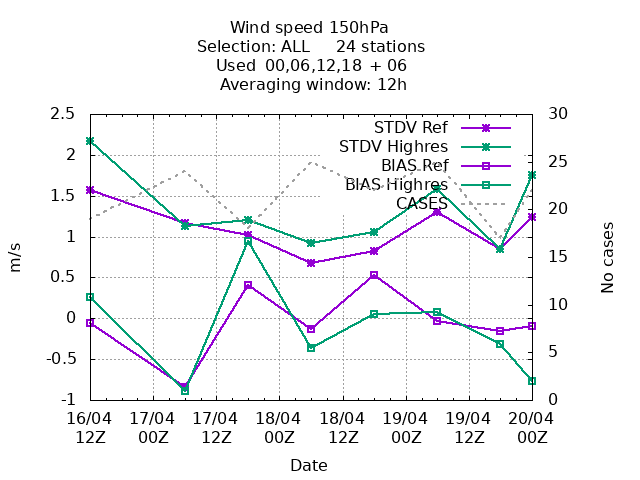 Wind speed 150hPa
Selection: ALL     24 stations
Used  00,06,12,18 + 06
Averaging window: 12h
STDV Ref
STDV Highres
BIAS Ref
BIAS Highres
CASES
2.5
2
1.5
1
0.5
0
-0.5
-1
m/s
30
25
20
15
10
5
0
No cases
16/04 17/04 17/04 18/04 18/04 19/04 19/04 20/04
12Z 00Z 12Z 00Z 12Z 00Z 12Z 00Z
Date